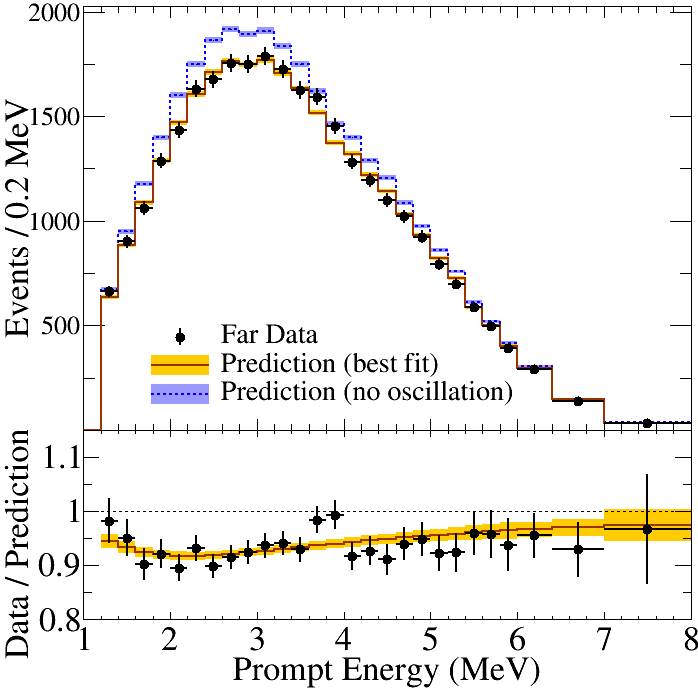 2000
1500
1000
500
Events / 0.2 MeV
Far Data
Prediction (best fit)
Prediction (no oscillation)
1.1
1
0.9
0.8
Data / Prediction
1 2 3 4 5 6 7 8
Prompt Energy (MeV)